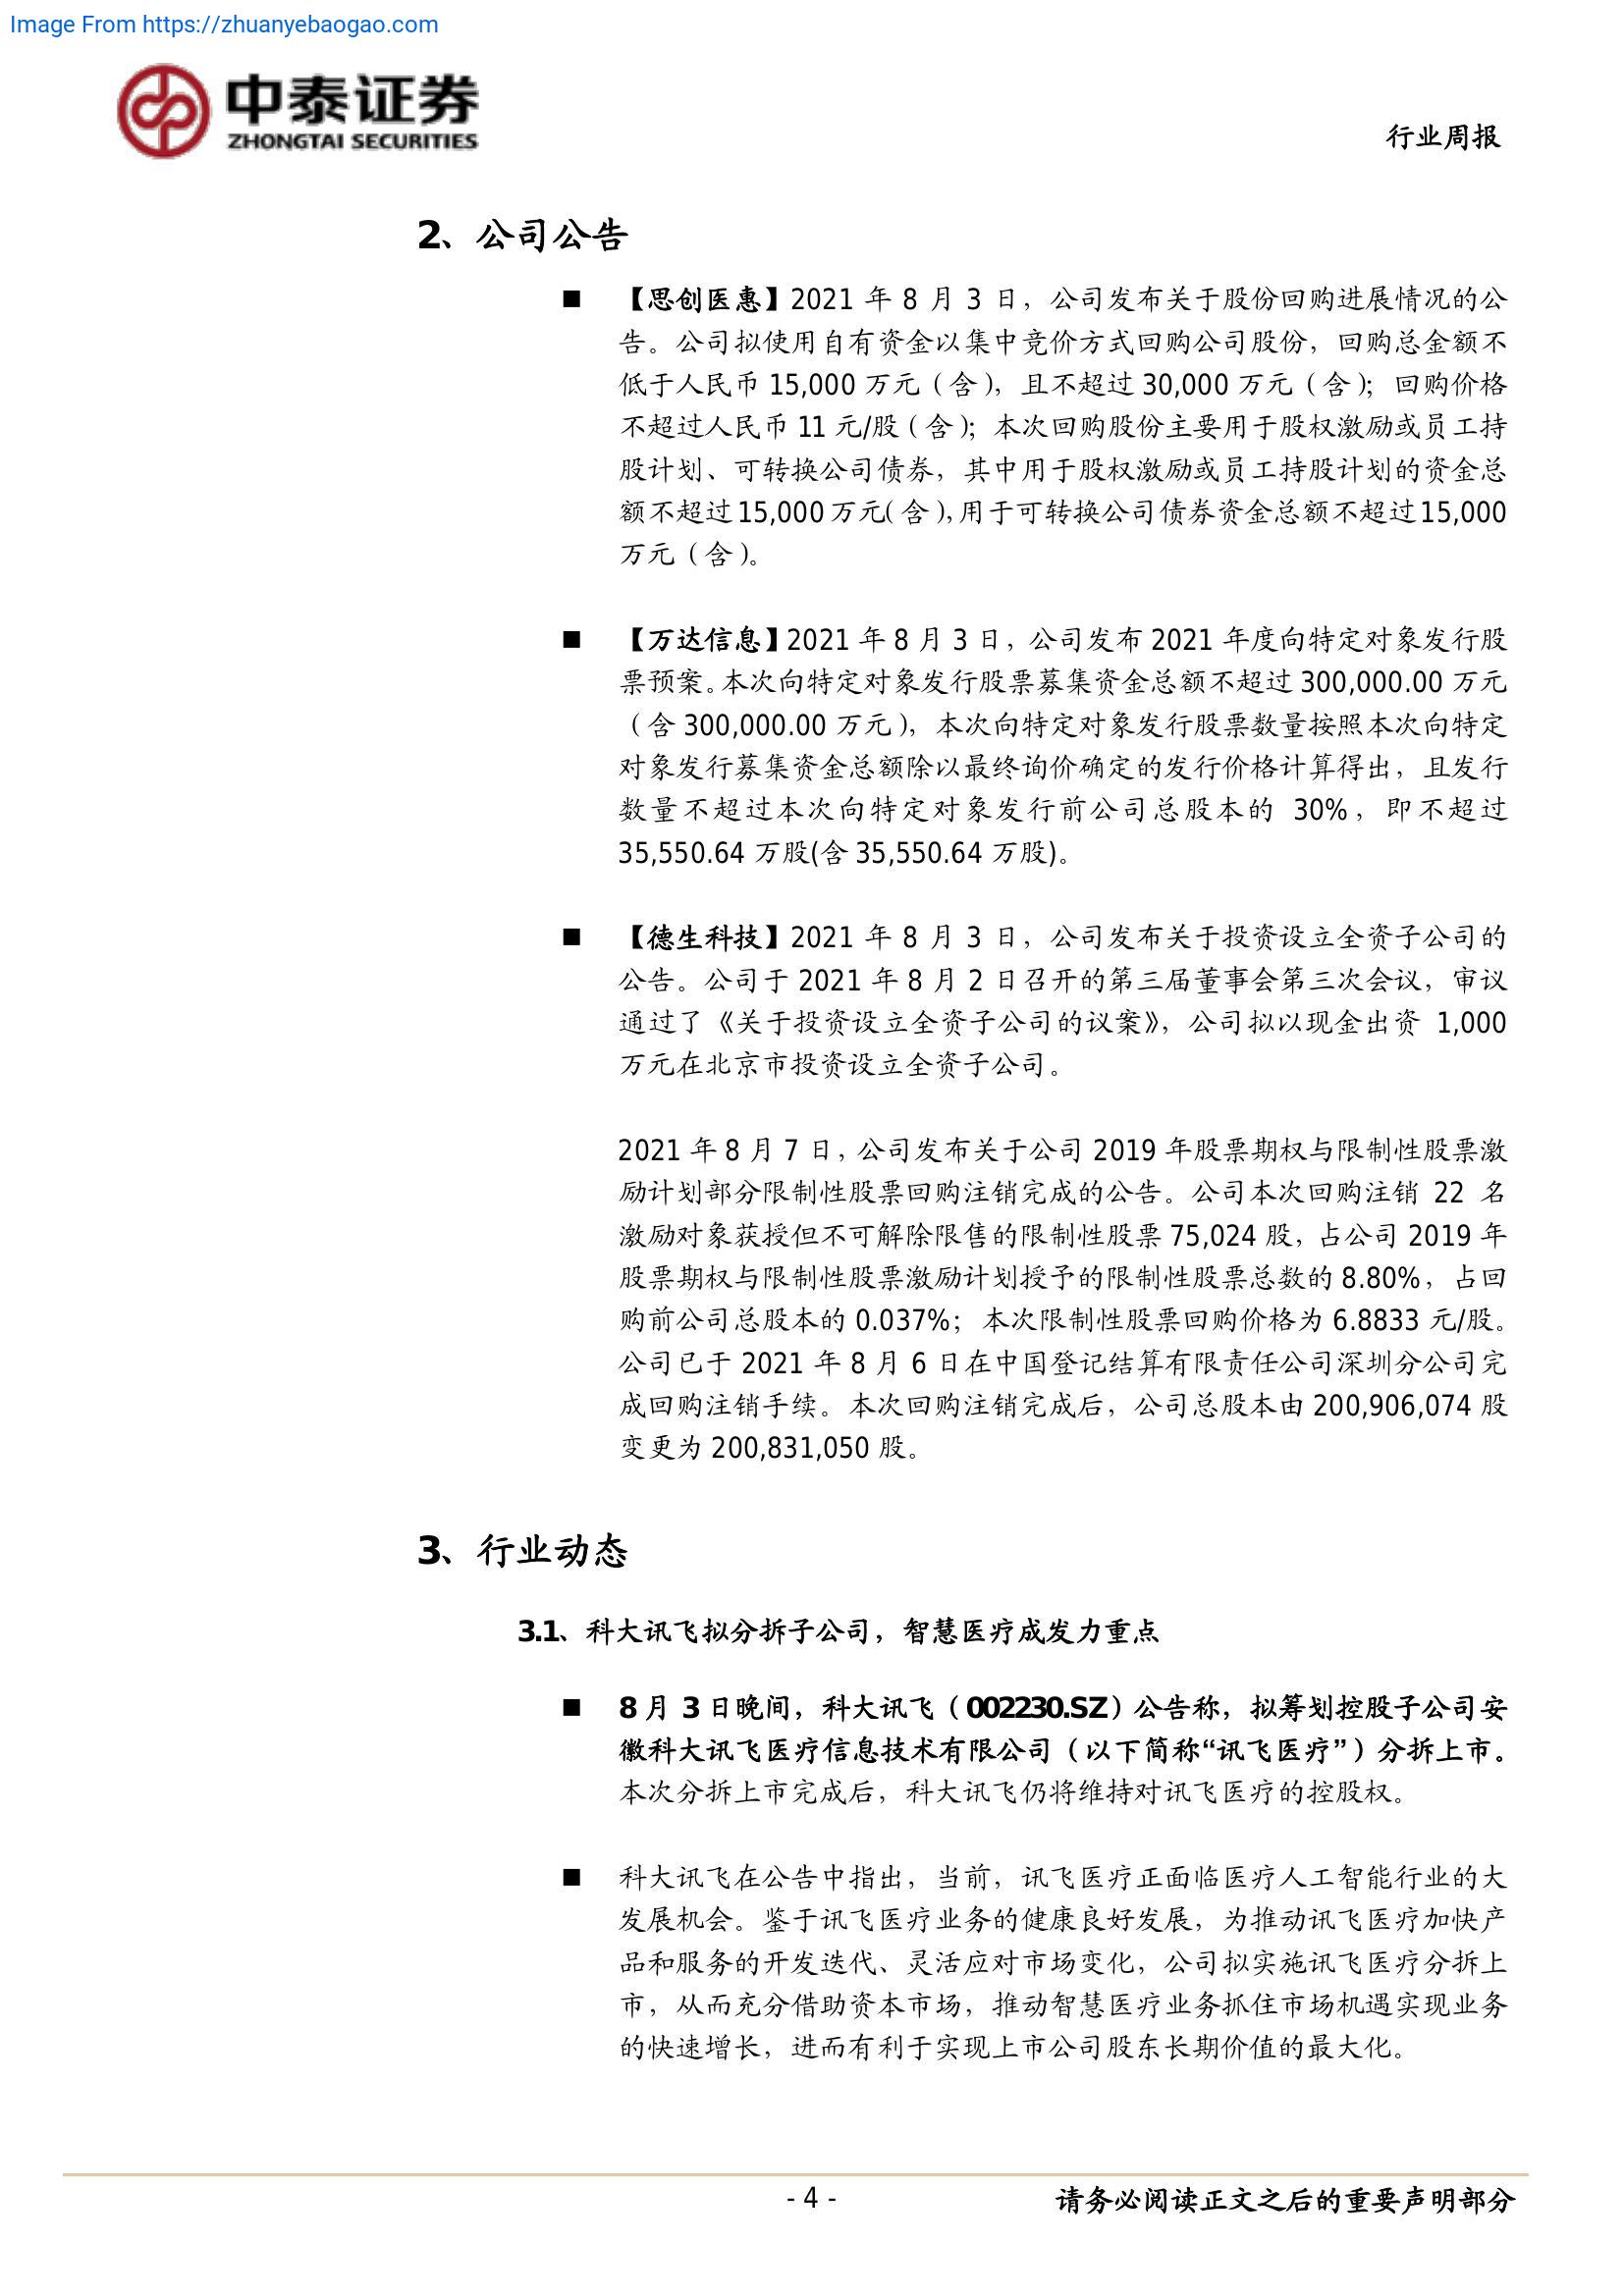 Image From https://zhuanyebaogao.com
中泰证券
ZHONGTAI SECURITIES
行业周报
2、公司公告
■ 【思创医惠】2021 年 8 月 3 日，公司发布关于股份回购进展情况的公
告。公司拟使用自有资金以集中竞价方式回购公司股份，回购总金额不
低于人民币 15,000 万元（含），且不超过 30,000 万元（含）；回购价格
不超过人民币 11 元/股（含）；本次回购股份主要用于股权激励或员工持
股计划、可转换公司债券，其中用于股权激励或员工持股计划的资金总
额不超过 15,000 万元（含），用于可转换公司债券资金总额不超过 15,000
万元（含）。
■ 【万达信息】2021 年 8 月 3 日，公司发布 2021 年度向特定对象发行股
票预案。本次向特定对象发行股票募集资金总额不超过 300,000.00 万元
（含 300,000.00 万元），本次向特定对象发行股票数量按照本次向特定
对象发行募集资金总额除以最终询价确定的发行价格计算得出，且发行
数量不超过本次向特定对象发行前公司总股本的 30%，即不超过
35,550.64 万股(含 35,550.64 万股)。
■ 【德生科技】2021 年 8 月 3 日，公司发布关于投资设立全资子公司的
公告。公司于 2021 年 8 月 2 日召开的第三届董事会第三次会议，审议
通过了《关于投资设立全资子公司的议案》，公司拟以现金出资 1,000
万元在北京市投资设立全资子公司。
2021 年 8 月 7 日，公司发布关于公司 2019 年股票期权与限制性股票激
励计划部分限制性股票回购注销完成的公告。公司本次回购注销 22 名
激励对象获授但不可解除限售的限制性股票 75,024 股，占公司 2019 年
股票期权与限制性股票激励计划授予的限制性股票总数的 8.80%，占回
购前公司总股本的 0.037%；本次限制性股票回购价格为 6.8833 元/股。
公司已于 2021 年 8 月 6 日在中国登记结算有限责任公司深圳分公司完
成回购注销手续。本次回购注销完成后，公司总股本由 200,906,074 股
变更为 200,831,050 股。
3、行业动态
3.1、科大讯飞拟分拆子公司，智慧医疗成发力重点
■ 8 月 3 日晚间，科大讯飞（002230.SZ）公告称，拟筹划控股子公司安
徽科大讯飞医疗信息技术有限公司（以下简称“讯飞医疗”）分拆上市。
本次分拆上市完成后，科大讯飞仍将维持对讯飞医疗的控股权。
■ 科大讯飞在公告中指出，当前，讯飞医疗正面临医疗人工智能行业的大
发展机会。鉴于讯飞医疗业务的健康良好发展，为推动讯飞医疗加快产
品和服务的开发迭代、灵活应对市场变化，公司拟实施讯飞医疗分拆上
市，从而充分借助资本市场，推动智慧医疗业务抓住市场机遇实现业务
的快速增长，进而有利于实现上市公司股东长期价值的最大化。
- 4 -
请务必阅读正文之后的重要声明部分